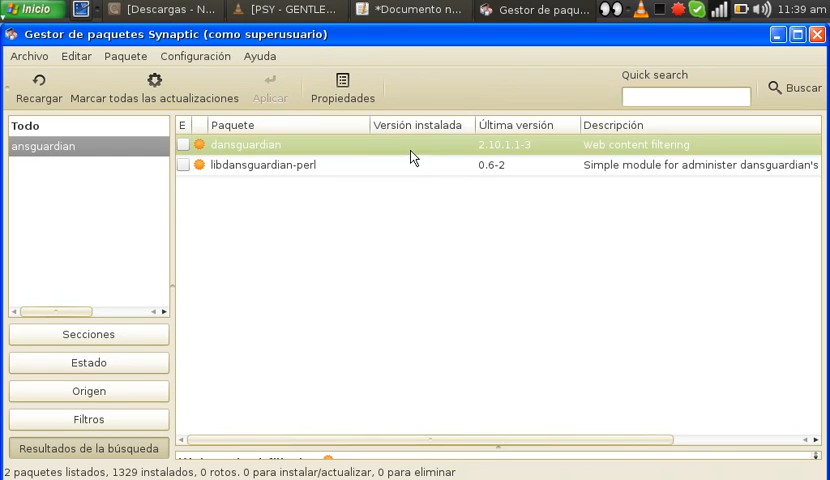 Inicio [Descargas - N... [PSY - GENTLE... *Documento n... Gestor de paqu... 11:39 am
Gestor de paquetes Synaptic (como superusuario)
Archivo Editar Paquete Configuración Ayuda
Quick search
Recargar Marcar todas las actualizaciones Aplicar Propiedades Buscar
Todo
ansguardian
E Paquete Versión instalada Última versión Descripción
dansguardian 2.10.1.1-3 Web content filtering
libdansguardian-perl 0.6-2 Simple module for administer dansguardian's
Secciones
Estado
Origen
Filtros
Resultados de la búsqueda
2 paquetes listados, 1329 instalados, 0 rotos. 0 para instalar/actualizar, 0 para eliminar